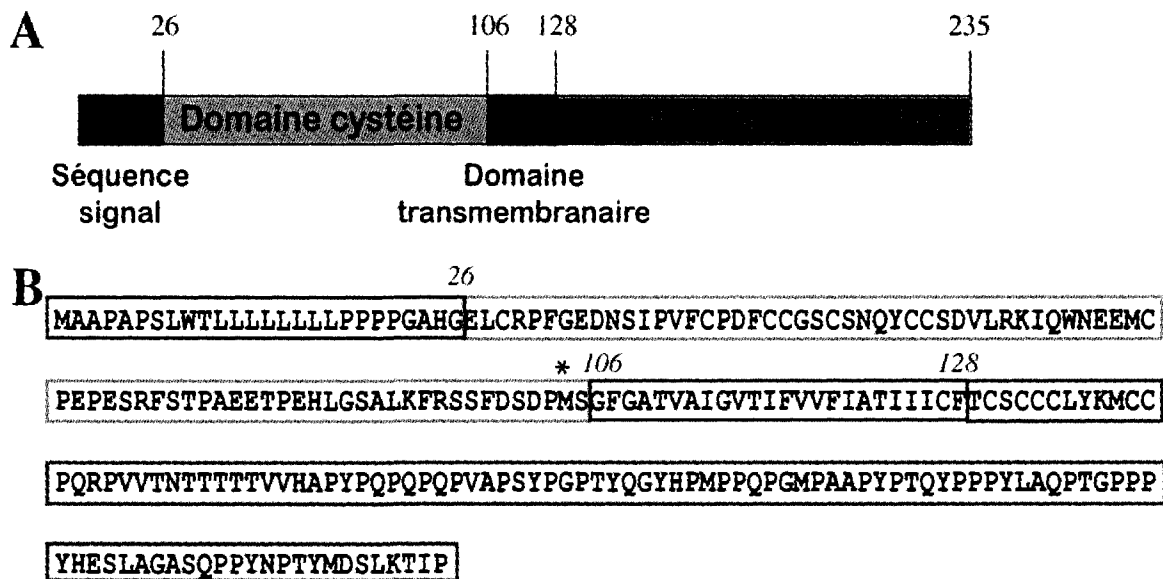 A
26 106 128 235
Domaine cystéine
Séquence signal
Domaine transmembranaire
B
26
MAAPAPSLWTLLLLLLLLPPPPGAHGELCRPFGEDNSIPVFCPDFCCGSCSNQYCCSDVLRKIQWNEEMC
* 106 128
PEPESRFSTPAEETPEHLGSALKFRSSFDSDPMSGFGATVAIGVTIFVVFIATIIICFTCSCCCLYKMCC
PQRPVVTNTTTTTVVHAPYPQPQPQPVAPSYPGPTYQGYHPMPPQPGMPAAPYPTQYPPPYLAQPTGPPP
YHESLAGASQPPYNPTYMDSLKTIP